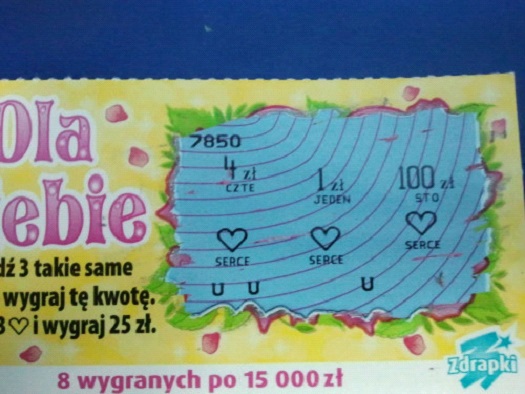 Dla
ebie
dź 3 takie same
wygraj tę kwotę.
3♡ i wygraj 25 zł.
7850
4 zł 1 zł 100 zł
CZTE JEDEN STO
♡ ♡ ♡
SERCE SERCE SERCE
U U U
8 wygranych po 15 000 zł
Zdrapki